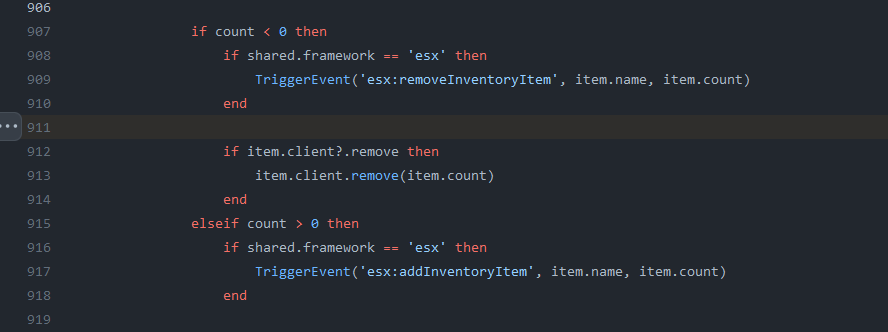 906
907 if count < 0 then
908 if shared.framework == 'esx' then
909 TriggerEvent('esx:removeInventoryItem', item.name, item.count)
910 end
911
912 if item.client?.remove then
913 item.client.remove(item.count)
914 end
915 elseif count > 0 then
916 if shared.framework == 'esx' then
917 TriggerEvent('esx:addInventoryItem', item.name, item.count)
918 end
919